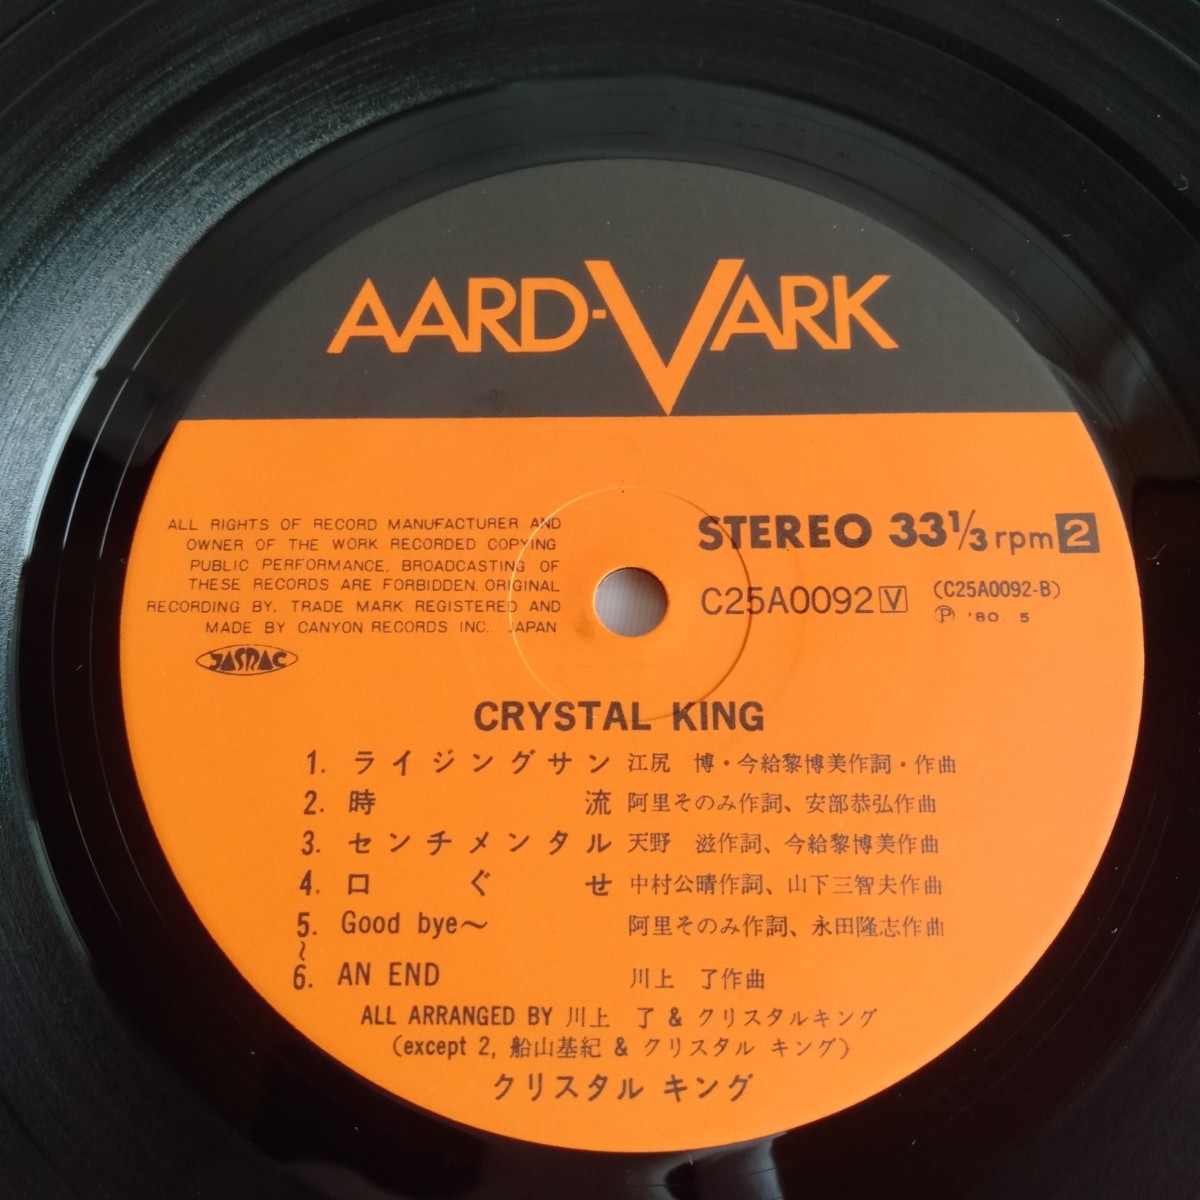 AARD-VARK
ALL RIGHTS OF RECORD MANUFACTURER AND
OWNER OF THE WORK RECORDED COPYING
PUBLIC PERFORMANCE. BROADCASTING OF
THESE RECORDS ARE FORBIDDEN. ORIGINAL
RECORDING BY. TRADE MARK REGISTERED AND
MADE BY CANYON RECORDS INC., JAPAN
JASRAC
STEREO 33⅓ rpm 2
C25A0092 V (C25A0092-B)
Ⓟ '80. 5
CRYSTAL KING
1. ライジングサン 江尻 博・今給黎博美作詞・作曲
2. 時流 阿里そのみ作詞、安部恭弘作曲
3. センチメンタル 天野 滋作詞、今給黎博美作曲
4. 口ぐせ 中村公晴作詞、山下三智夫作曲
5. Good bye〜 阿里そのみ作詞、永田隆志作曲
〜
6. AN END 川上 了作曲
ALL ARRANGED BY 川上 了 & クリスタルキング
(except 2, 船山基紀 & クリスタル キング)
クリスタル キング